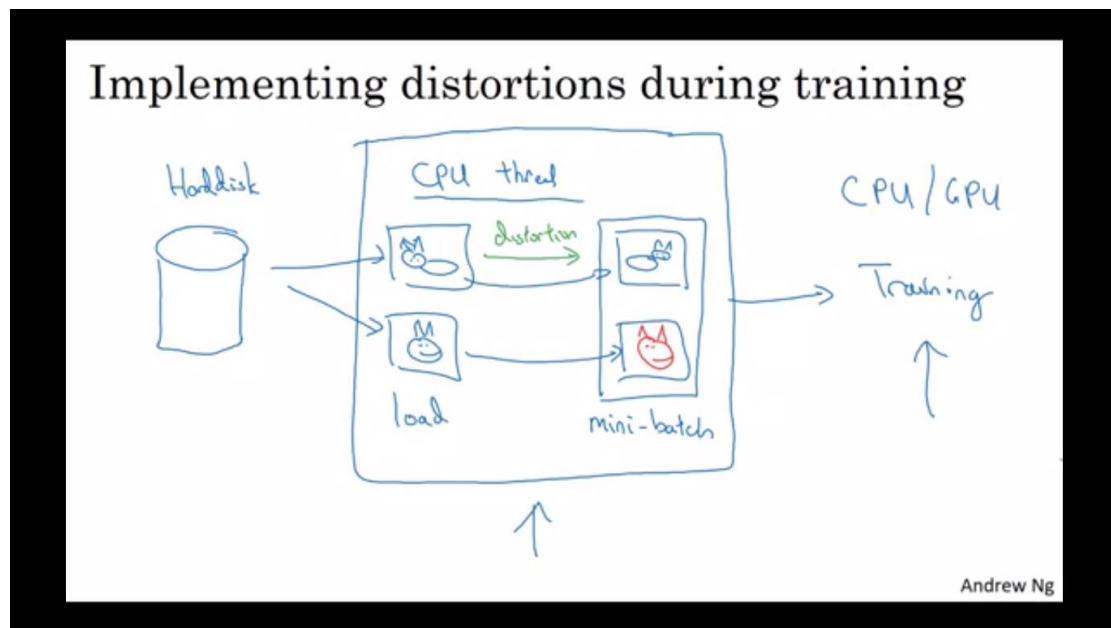 Implementing distortions during training
Harddisk
CPU thread
distortion
CPU/GPU
Training
load
mini-batch
Andrew Ng